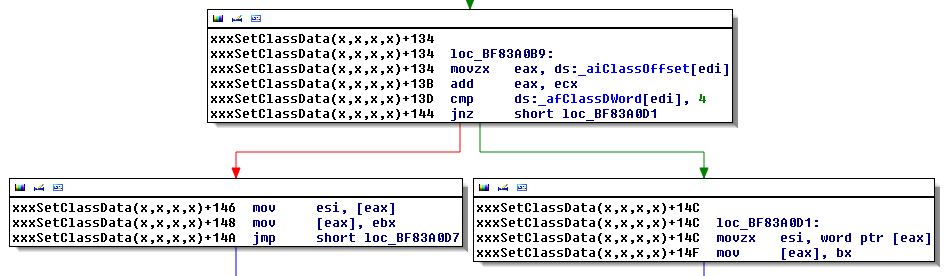 xxxSetClassData(x,x,x,x)+134
xxxSetClassData(x,x,x,x)+134 loc_BF83A0B9:
xxxSetClassData(x,x,x,x)+134 movzx eax, ds:_aiClassOffset[edi]
xxxSetClassData(x,x,x,x)+13B add eax, ecx
xxxSetClassData(x,x,x,x)+13D cmp ds:_afClassDWord[edi], 4
xxxSetClassData(x,x,x,x)+144 jnz short loc_BF83A0D1
xxxSetClassData(x,x,x,x)+146 mov esi, [eax]
xxxSetClassData(x,x,x,x)+148 mov [eax], ebx
xxxSetClassData(x,x,x,x)+14A jmp short loc_BF83A0D7
xxxSetClassData(x,x,x,x)+14C
xxxSetClassData(x,x,x,x)+14C loc_BF83A0D1:
xxxSetClassData(x,x,x,x)+14C movzx esi, word ptr [eax]
xxxSetClassData(x,x,x,x)+14F mov [eax], bx